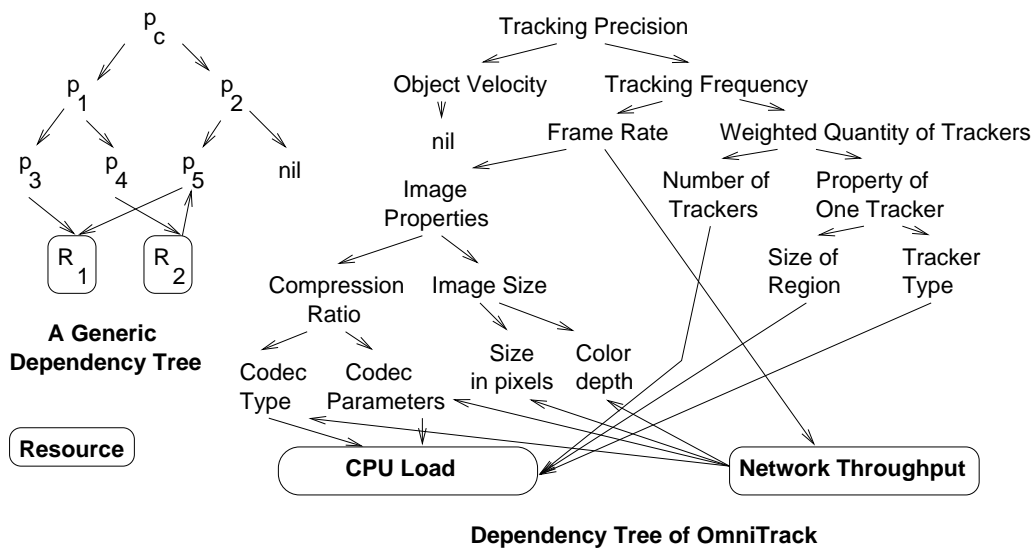 p
c
p
1
p
2
p
3
p
4
p
5
nil
R
1
R
2
A Generic
Dependency Tree
Resource
Tracking Precision
Object Velocity
Tracking Frequency
nil
Frame Rate
Weighted Quantity of Trackers
Image
Properties
Number of
Trackers
Property of
One Tracker
Compression
Ratio
Image Size
Size of
Region
Tracker
Type
Codec
Type
Codec
Parameters
Size
in pixels
Color
depth
CPU Load
Network Throughput
Dependency Tree of OmniTrack